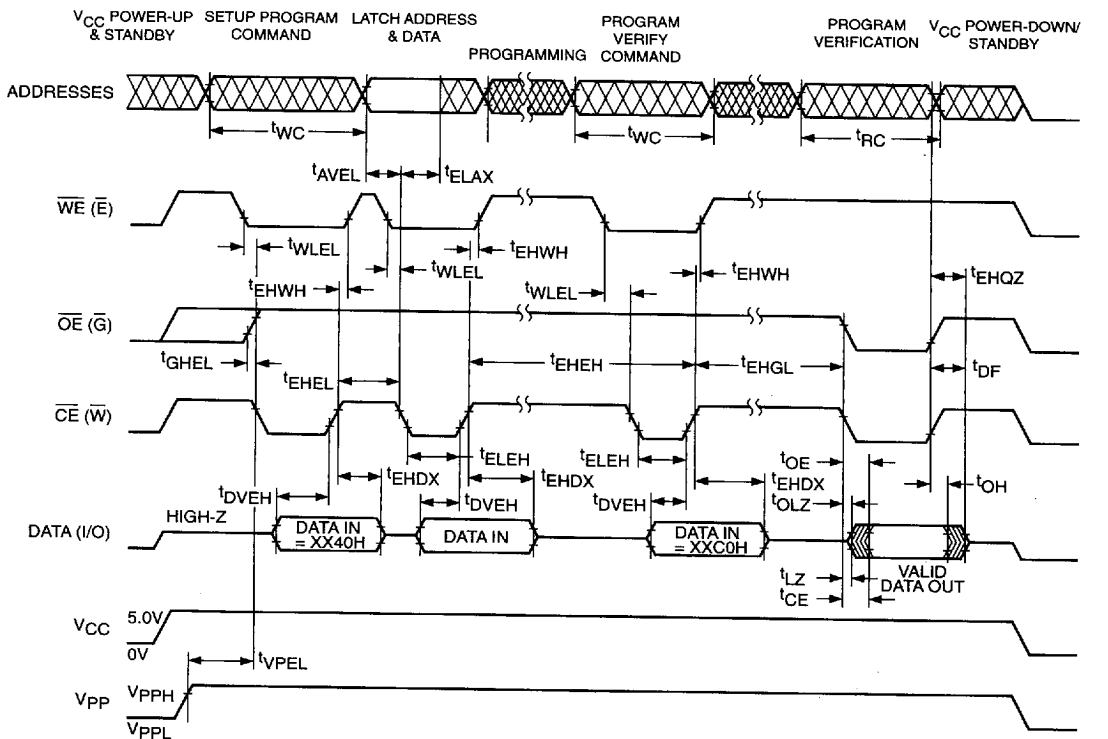 VCC POWER-UP & STANDBY
SETUP PROGRAM COMMAND
LATCH ADDRESS & DATA
PROGRAMMING
PROGRAM VERIFY COMMAND
PROGRAM VERIFICATION
VCC POWER-DOWN/ STANDBY
ADDRESSES
tWC
tWC
tRC
tAVEL
tELAX
WE (E)
tWLEL
tWLEL
tEHWH
tEHWH
tWLEL
tEHWH
tEHQZ
OE (G)
tGHEL
tEHEL
tEHEH
tEHGL
tDF
CE (W)
tDVEH
tEHDX
tELEH
tDVEH
tEHDX
tELEH
tDVEH
tOE
tEHDX
tOLZ
tOH
DATA (I/O)
HIGH-Z
DATA IN = XX40H
DATA IN
DATA IN = XXC0H
VALID DATA OUT
tLZ
tCE
VCC
5.0V
0V
tVPEL
VPP
VPPH
VPPL